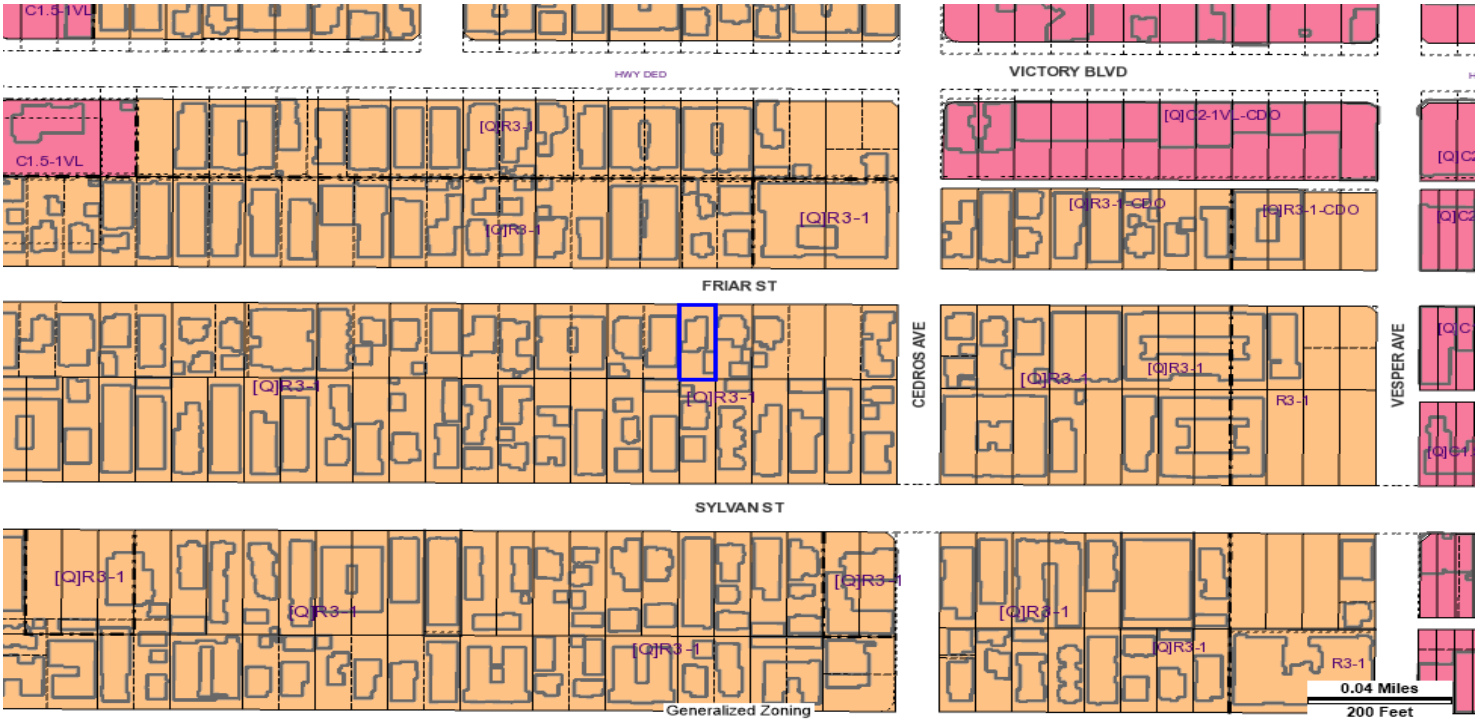 C1.5-1VL
HWY DED
VICTORY BLVD
H
[Q]C2-1VL-CDO
[Q]R3-1
C1.5-1VL
[Q]C2
[Q]R3-1
[Q]R3-1
[Q]R3-1-CDO
[Q]R3-1-CDO
[Q]C2
FRIAR ST
CEDROS AVE
VESPER AVE
[Q]R3-1
[Q]R3-1
[Q]R3-1
[Q]R3-1
R3-1
[Q]C1.
SYLVAN ST
[Q]R3-1
[Q]R3-1
[Q]R3-1
[Q]R3-1
[Q]R3-1
[Q]R3-1
R3-1
Generalized Zoning
0.04 Miles
200 Feet